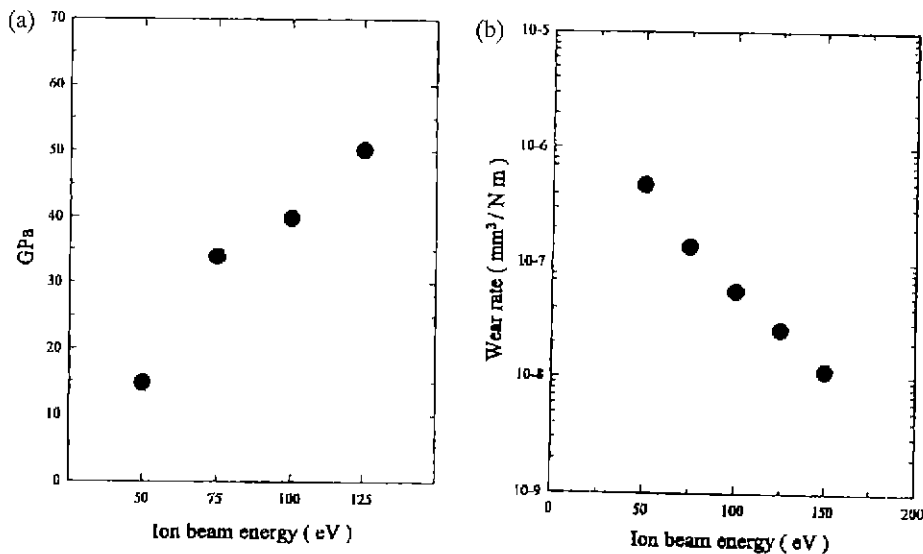 (a)
70
60
50
40
30
20
10
0
GPa
50 75 100 125
Ion beam energy ( eV )
(b)
10-5
10-6
10-7
10-8
10-9
Wear rate ( mm³ / N m )
0 50 100 150 200
Ion beam energy ( eV )